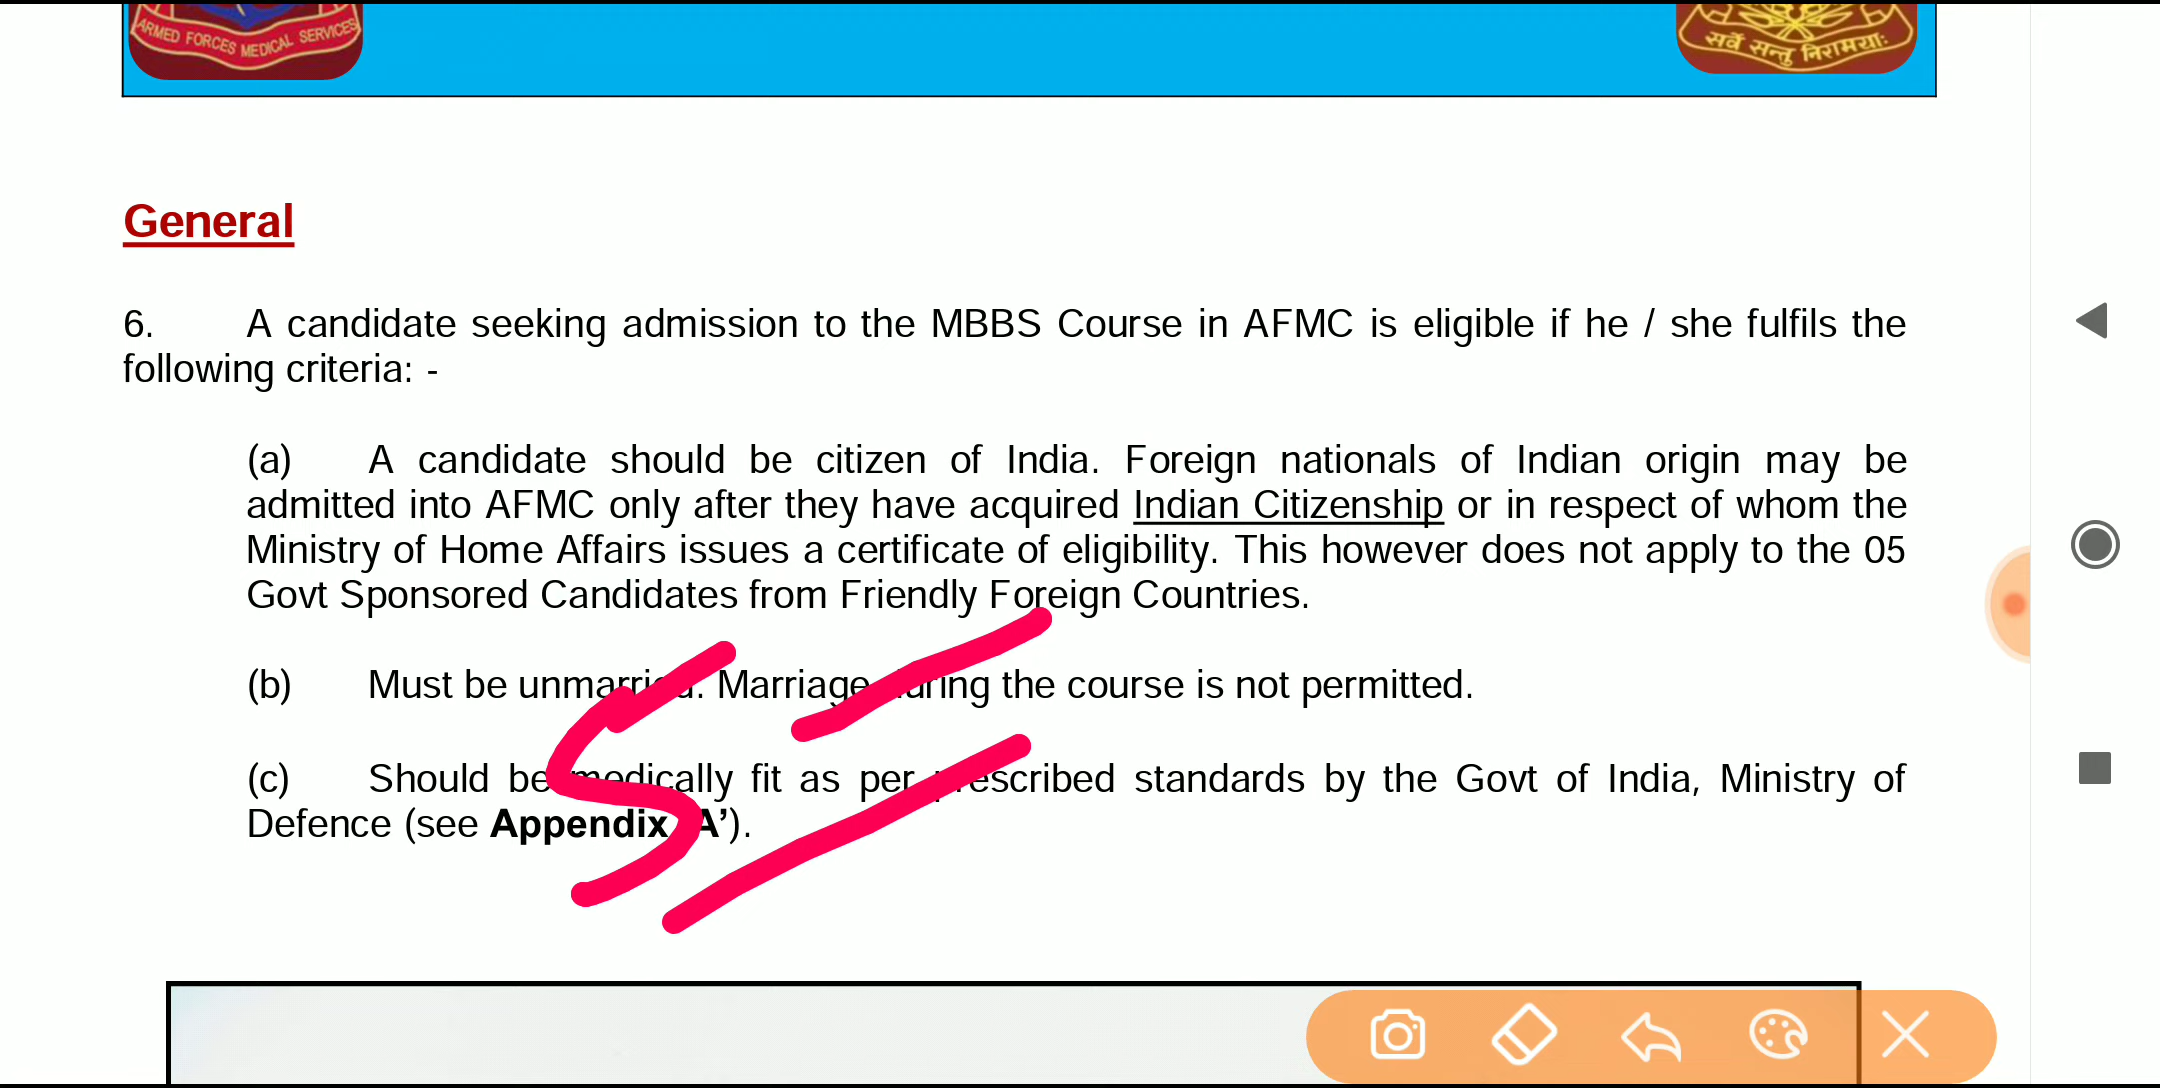 ARMED FORCES MEDICAL SERVICES
सर्वे सन्तु निरामयाः
General
6. A candidate seeking admission to the MBBS Course in AFMC is eligible if he / she fulfils the
following criteria: -
(a) A candidate should be citizen of India. Foreign nationals of Indian origin may be
admitted into AFMC only after they have acquired Indian Citizenship or in respect of whom the
Ministry of Home Affairs issues a certificate of eligibility. This however does not apply to the 05
Govt Sponsored Candidates from Friendly Foreign Countries.
(b) Must be unmarried. Marriage during the course is not permitted.
(c) Should be medically fit as per prescribed standards by the Govt of India, Ministry of
Defence (see Appendix 'A’).
5